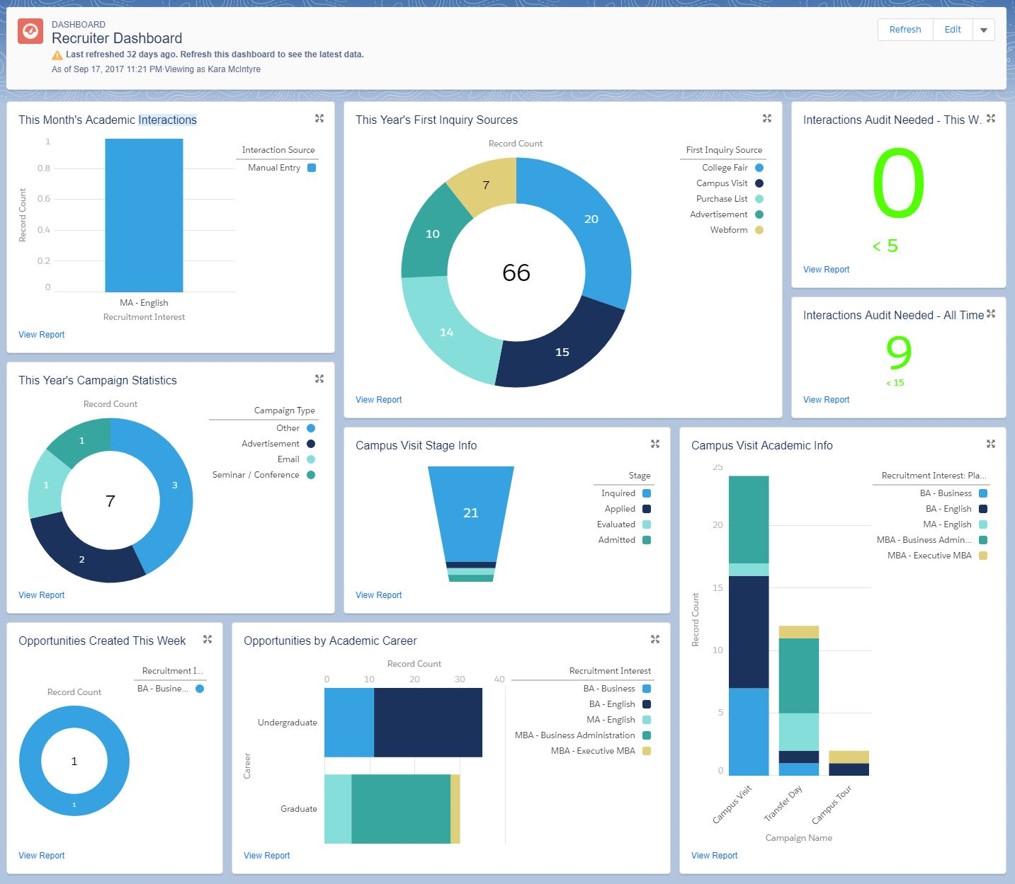 DASHBOARD
Recruiter Dashboard
Last refreshed 32 days ago. Refresh this dashboard to see the latest data.
As of Sep 17, 2017 11:21 PM·Viewing as Kara McIntyre
Refresh
Edit
This Month's Academic Interactions
Record Count
1
0.8
0.6
0.4
0.2
0
MA - English
Recruitment Interest
Interaction Source
Manual Entry
View Report
This Year's First Inquiry Sources
Record Count
7
20
10
66
14
15
First Inquiry Source
College Fair
Campus Visit
Purchase List
Advertisement
Webform
View Report
Interactions Audit Needed - This W.
0
< 5
View Report
Interactions Audit Needed - All Time
9
< 15
View Report
This Year's Campaign Statistics
Record Count
1
1
3
7
2
Campaign Type
Other
Advertisement
Email
Seminar / Conference
View Report
Campus Visit Stage Info
21
Stage
Inquired
Applied
Evaluated
Admitted
View Report
Campus Visit Academic Info
Record Count
25
20
15
10
5
0
Campus Visit
Transfer Day
Campus Tour
Campaign Name
Recruitment Interest: Pla...
BA - Business
BA - English
MA - English
MBA - Business Admin...
MBA - Executive MBA
View Report
Opportunities Created This Week
Record Count
1
1
Recruitment I...
BA - Busine...
View Report
Opportunities by Academic Career
Record Count
0 10 20 30 40
Career
Undergraduate
Graduate
Recruitment Interest
BA - Business
BA - English
MA - English
MBA - Business Administration
MBA - Executive MBA
View Report